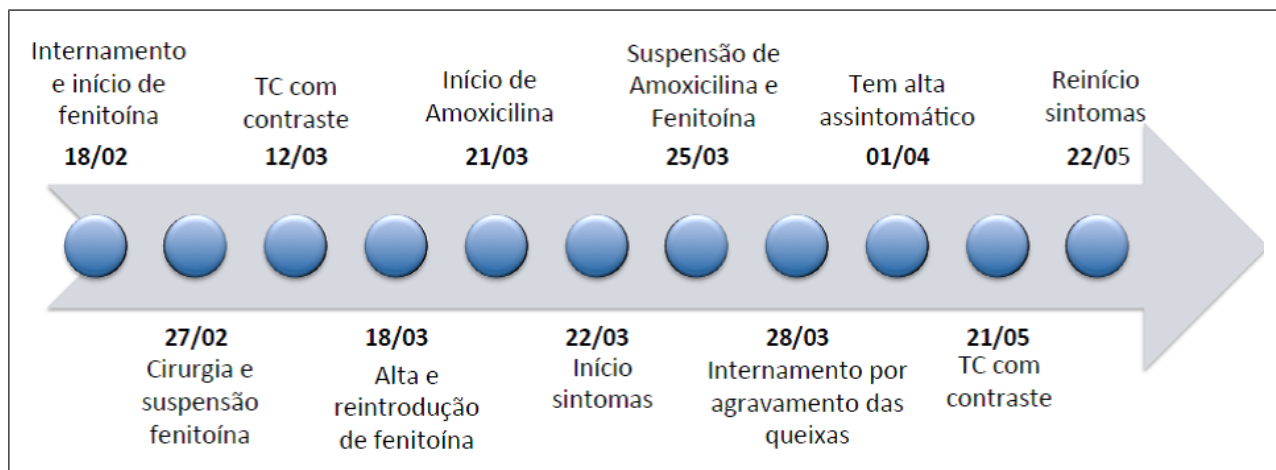 Internamento
e início de
fenitoína
18/02
TC com
contraste
12/03
Início de
Amoxicilina
21/03
Suspensão de
Amoxicilina e
Fenitoína
25/03
Tem alta
assintomático
01/04
Reinício
sintomas
22/05
27/02
Cirurgia e
suspensão
fenitoína
18/03
Alta e
reintrodução
de fenitoína
22/03
Início
sintomas
28/03
Internamento por
agravamento das
queixas
21/05
TC com
contraste